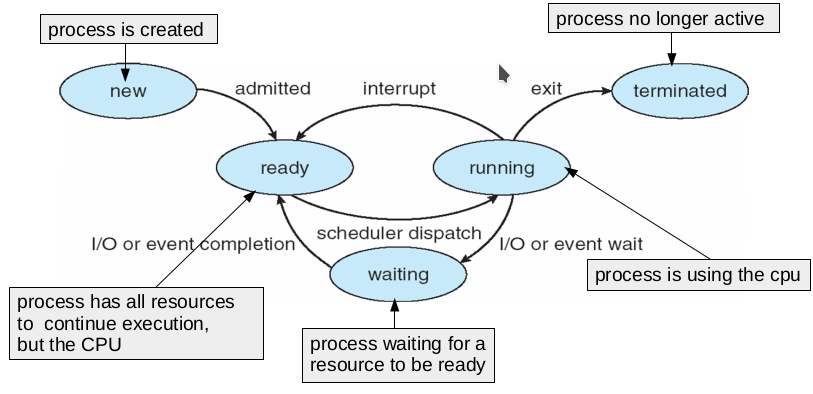 process is created
process no longer active
new
admitted
interrupt
exit
terminated
ready
running
I/O or event completion
scheduler dispatch
I/O or event wait
waiting
process is using the cpu
process has all resources
to continue execution,
but the CPU
process waiting for a
resource to be ready